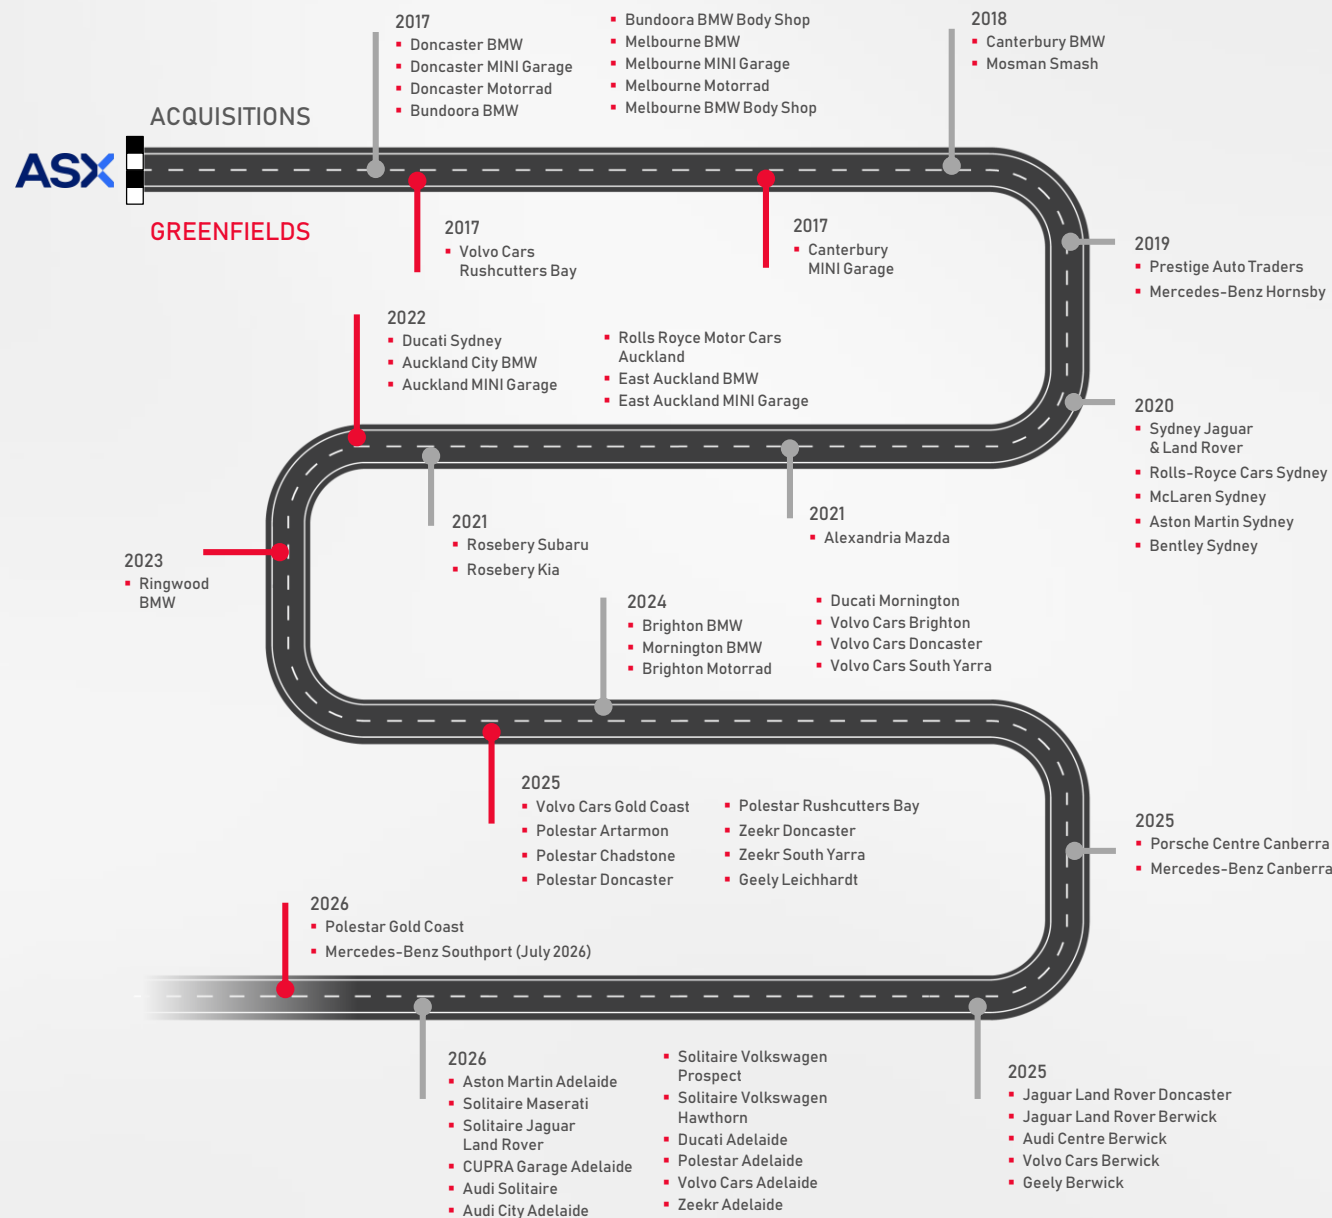 ACQUISITIONS
ASX
GREENFIELDS
2017
Doncaster BMW
Doncaster MINI Garage
Doncaster Motorrad
Bundoora BMW
Bundoora BMW Body Shop
Melbourne BMW
Melbourne MINI Garage
Melbourne Motorrad
Melbourne BMW Body Shop
2018
Canterbury BMW
Mosman Smash
2017
Volvo Cars
Rushcutters Bay
2017
Canterbury
MINI Garage
2019
Prestige Auto Traders
Mercedes-Benz Hornsby
2022
Ducati Sydney
Auckland City BMW
Auckland MINI Garage
Rolls Royce Motor Cars
Auckland
East Auckland BMW
East Auckland MINI Garage
2020
Sydney Jaguar
& Land Rover
Rolls-Royce Cars Sydney
McLaren Sydney
Aston Martin Sydney
Bentley Sydney
2021
Rosebery Subaru
Rosebery Kia
2021
Alexandria Mazda
2023
Ringwood
BMW
2024
Brighton BMW
Mornington BMW
Brighton Motorrad
Ducati Mornington
Volvo Cars Brighton
Volvo Cars Doncaster
Volvo Cars South Yarra
2025
Volvo Cars Gold Coast
Polestar Artarmon
Polestar Chadstone
Polestar Doncaster
Polestar Rushcutters Bay
Zeekr Doncaster
Zeekr South Yarra
Geely Leichhardt
2025
Porsche Centre Canberra
Mercedes-Benz Canberra
2026
Polestar Gold Coast
Mercedes-Benz Southport (July 2026)
2026
Aston Martin Adelaide
Solitaire Maserati
Solitaire Jaguar
Land Rover
CUPRA Garage Adelaide
Audi Solitaire
Audi City Adelaide
Solitaire Volkswagen
Prospect
Solitaire Volkswagen
Hawthorn
Ducati Adelaide
Polestar Adelaide
Volvo Cars Adelaide
Zeekr Adelaide
2025
Jaguar Land Rover Doncaster
Jaguar Land Rover Berwick
Audi Centre Berwick
Volvo Cars Berwick
Geely Berwick